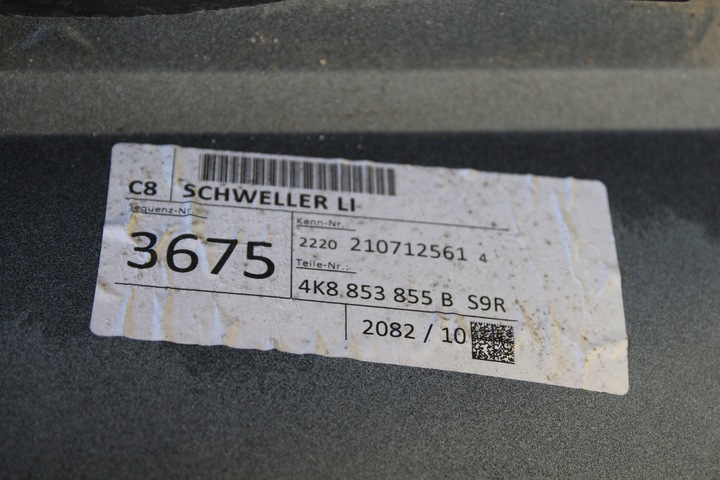 C8 SCHWELLER LI
Sequenz-Nr.:
3675
Kenn-Nr.:
2220 210712561 4
Teile-Nr.:
4K8 853 855 B S9R
2082 / 10